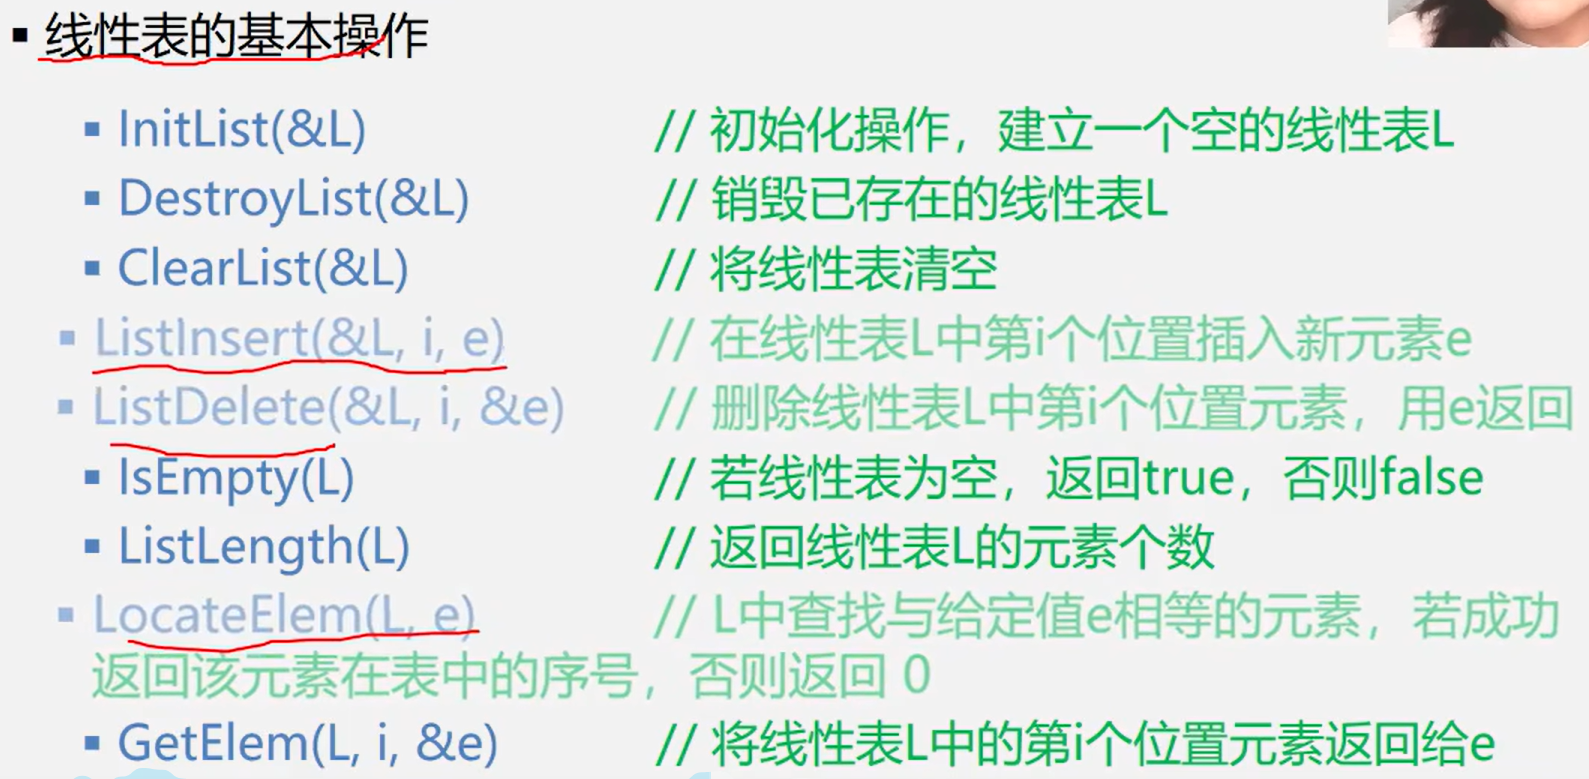 ▪ 线性表的基本操作
▪ InitList(&L) // 初始化操作，建立一个空的线性表L
▪ DestroyList(&L) // 销毁已存在的线性表L
▪ ClearList(&L) // 将线性表清空
▪ ListInsert(&L, i, e) // 在线性表L中第i个位置插入新元素e
▪ ListDelete(&L, i, &e) // 删除线性表L中第i个位置元素，用e返回
▪ IsEmpty(L) // 若线性表为空，返回true，否则false
▪ ListLength(L) // 返回线性表L的元素个数
▪ LocateElem(L, e) // L中查找与给定值e相等的元素，若成功
返回该元素在表中的序号，否则返回 0
▪ GetElem(L, i, &e) // 将线性表L中的第i个位置元素返回给e